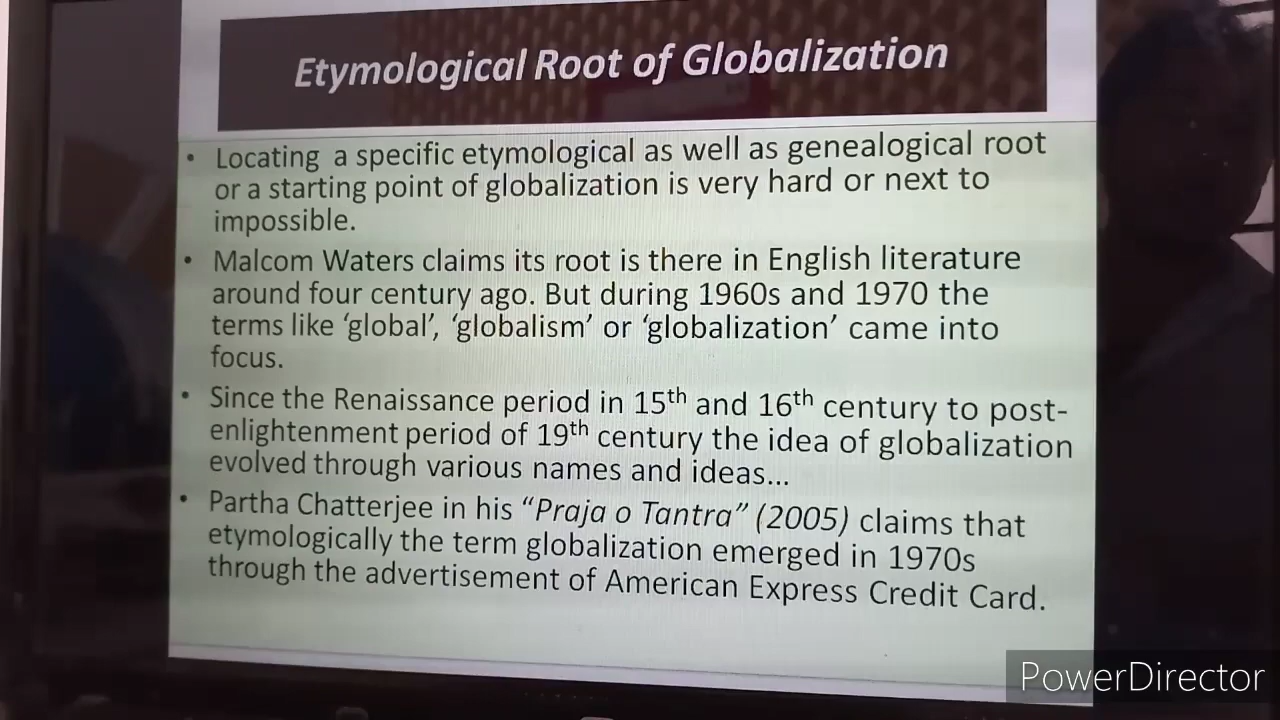 Etymological Root of Globalization
• Locating a specific etymological as well as genealogical root
or a starting point of globalization is very hard or next to
impossible.
• Malcom Waters claims its root is there in English literature
around four century ago. But during 1960s and 1970 the
terms like ‘global’, ‘globalism’ or ‘globalization’ came into
focus.
• Since the Renaissance period in 15th and 16th century to post-
enlightenment period of 19th century the idea of globalization
evolved through various names and ideas...
• Partha Chatterjee in his “Praja o Tantra” (2005) claims that
etymologically the term globalization emerged in 1970s
through the advertisement of American Express Credit Card.
PowerDirector